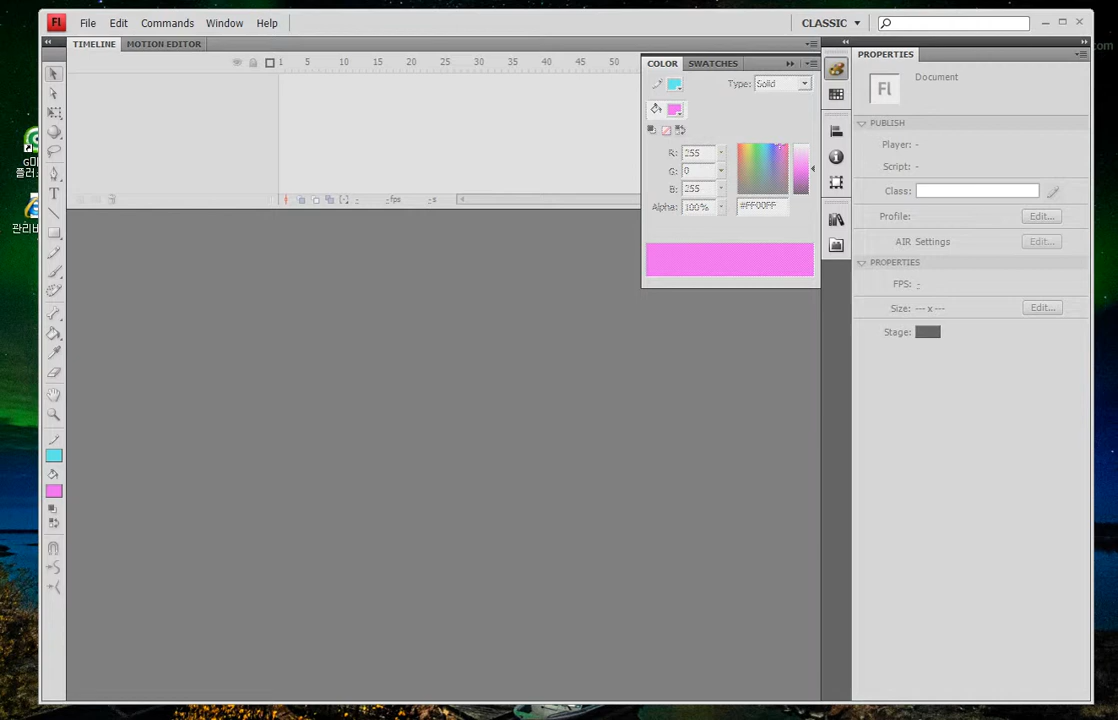 Fl
File Edit Commands Window Help
CLASSIC
TIMELINE MOTION EDITOR
1 5 10 15 20 25 30 35 40 45 50
fps s
COLOR SWATCHES
Type: Solid
R: 255
G: 0
B: 255
Alpha: 100% #FF00FF
PROPERTIES
Fl Document
PUBLISH
Player: -
Script: -
Class:
Profile: Edit...
AIR Settings Edit...
PROPERTIES
FPS: -
Size: --- x --- Edit...
Stage:
T
.com